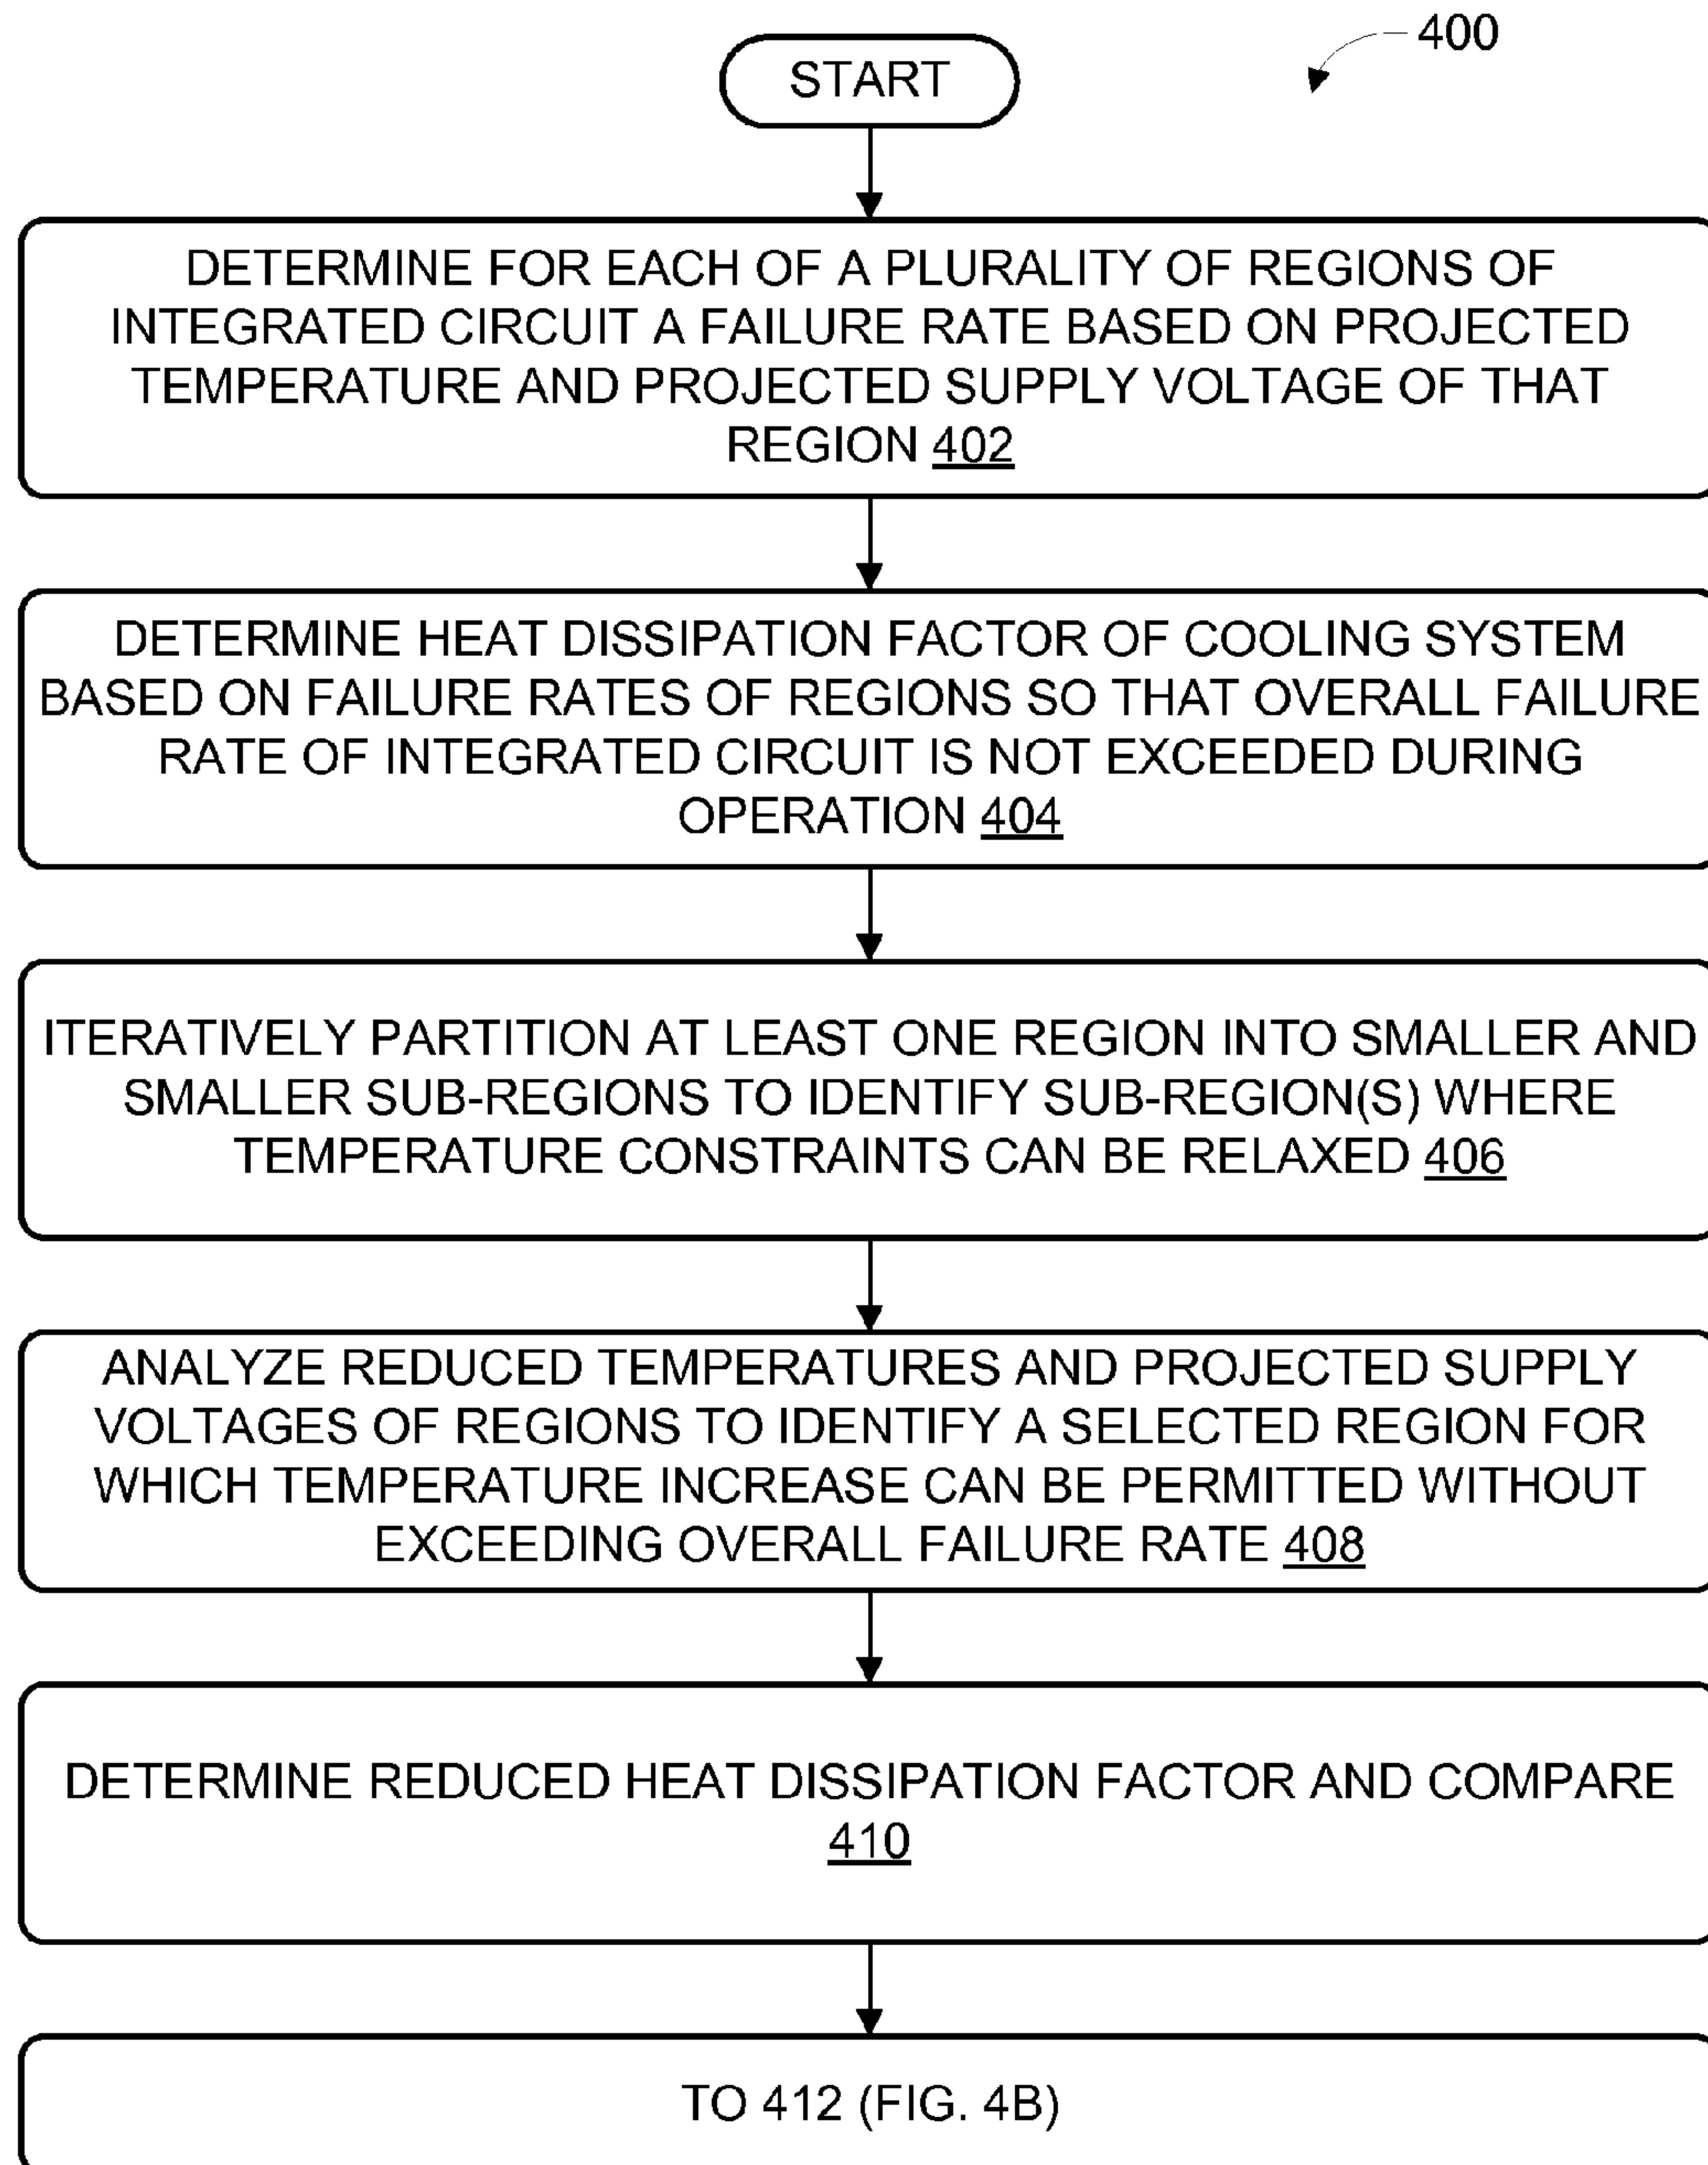 400
START
DETERMINE FOR EACH OF A PLURALITY OF REGIONS OF
INTEGRATED CIRCUIT A FAILURE RATE BASED ON PROJECTED
TEMPERATURE AND PROJECTED SUPPLY VOLTAGE OF THAT
REGION 402
DETERMINE HEAT DISSIPATION FACTOR OF COOLING SYSTEM
BASED ON FAILURE RATES OF REGIONS SO THAT OVERALL FAILURE
RATE OF INTEGRATED CIRCUIT IS NOT EXCEEDED DURING
OPERATION 404
ITERATIVELY PARTITION AT LEAST ONE REGION INTO SMALLER AND
SMALLER SUB-REGIONS TO IDENTIFY SUB-REGION(S) WHERE
TEMPERATURE CONSTRAINTS CAN BE RELAXED 406
ANALYZE REDUCED TEMPERATURES AND PROJECTED SUPPLY
VOLTAGES OF REGIONS TO IDENTIFY A SELECTED REGION FOR
WHICH TEMPERATURE INCREASE CAN BE PERMITTED WITHOUT
EXCEEDING OVERALL FAILURE RATE 408
DETERMINE REDUCED HEAT DISSIPATION FACTOR AND COMPARE
410
TO 412 (FIG. 4B)